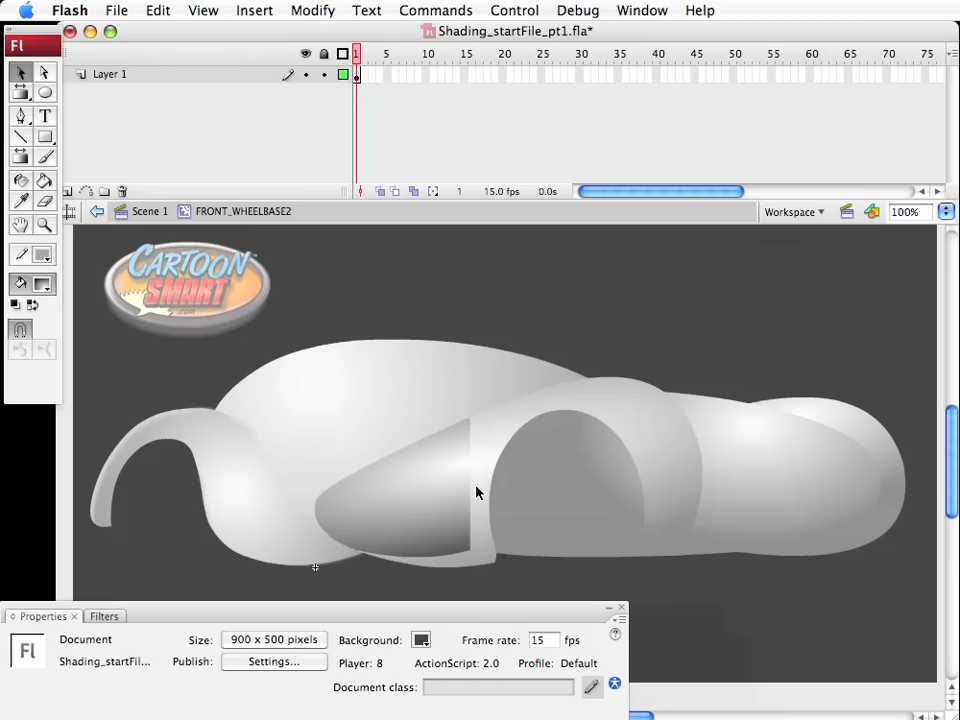 Flash File Edit View Insert Modify Text Commands Control Debug Window Help
Shading_startFile_pt1.fla*
Fl
1 5 10 15 20 25 30 35 40 45 50 55 60 65 70 75
Layer 1
1 15.0 fps 0.0s
Scene 1 FRONT_WHEELBASE2 Workspace 100%
T
CARTOON
SMART
.com
Properties Filters
Fl Document Size: 900 x 500 pixels Background: Frame rate: 15 fps
Shading_startFil... Publish: Settings... Player: 8 ActionScript: 2.0 Profile: Default
Document class: